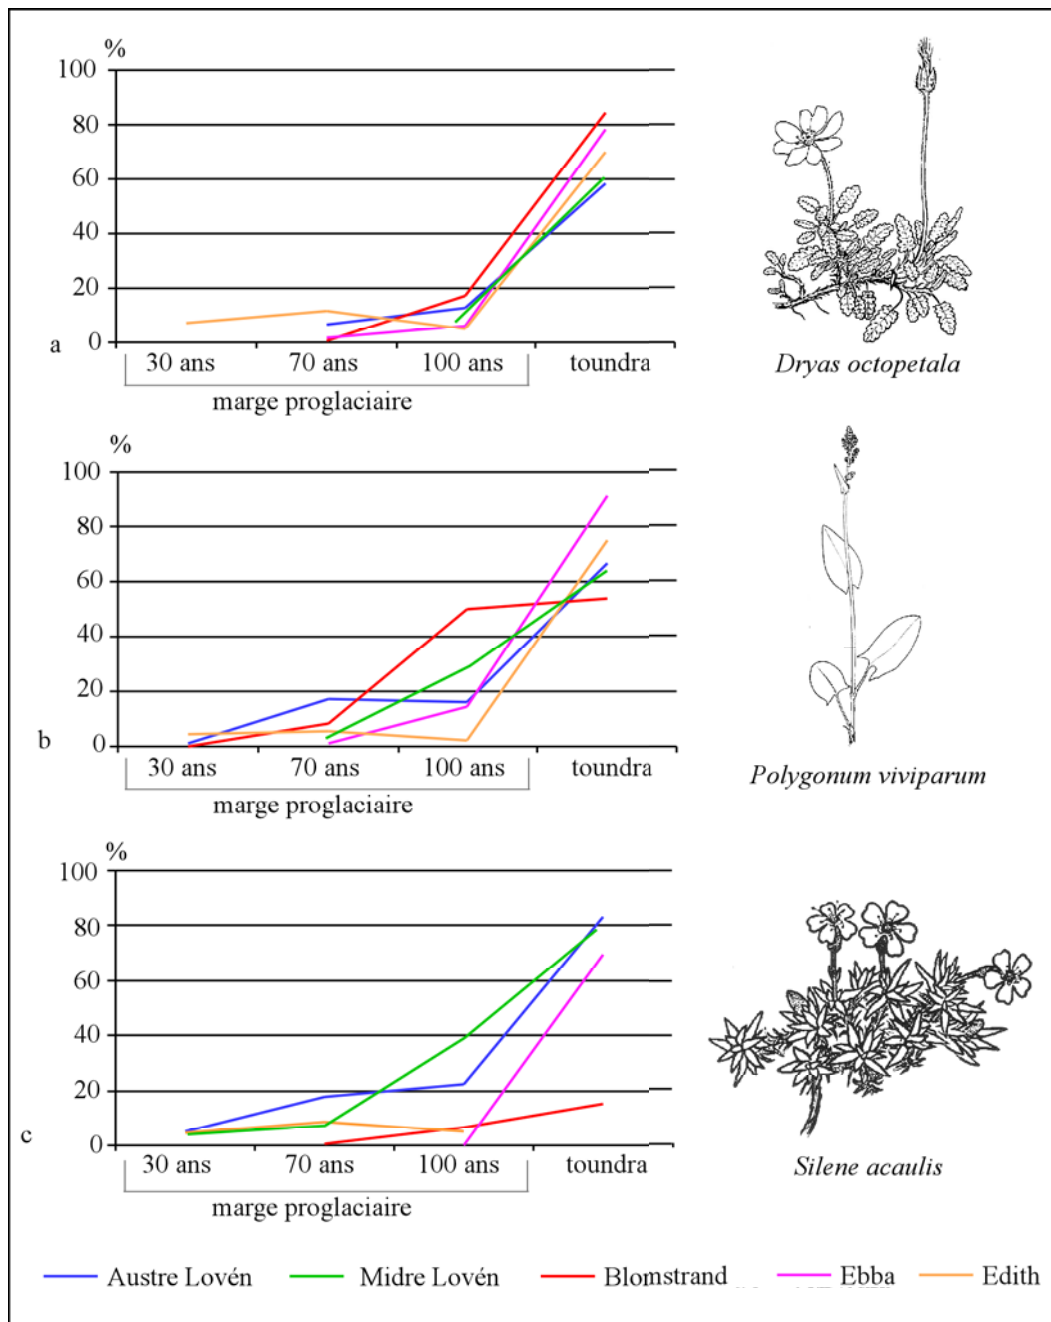 %
100
80
60
40
20
0
a
30 ans 70 ans 100 ans toundra
marge proglaciaire
Dryas octopetala
%
100
80
60
40
20
0
b
30 ans 70 ans 100 ans toundra
marge proglaciaire
Polygonum viviparum
%
100
80
60
40
20
0
c
30 ans 70 ans 100 ans toundra
marge proglaciaire
Silene acaulis
Austre Lovén Midre Lovén Blomstrand Ebba Edith